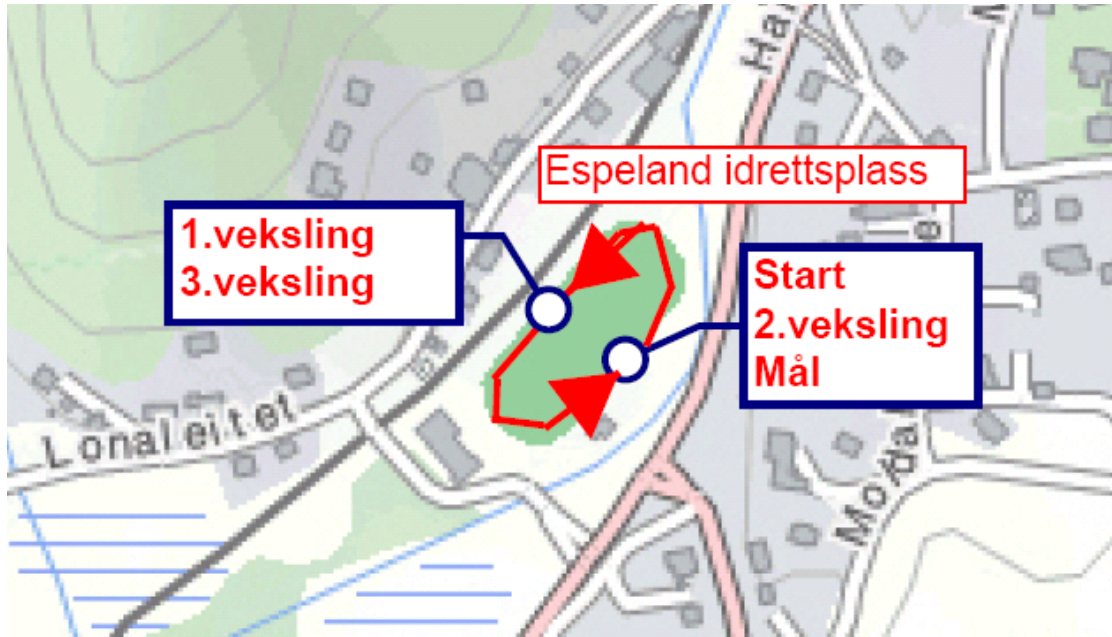 Espeland idrettsplass
1.veksling
3.veksling
Start
2.veksling
Mål
Lonaleitet